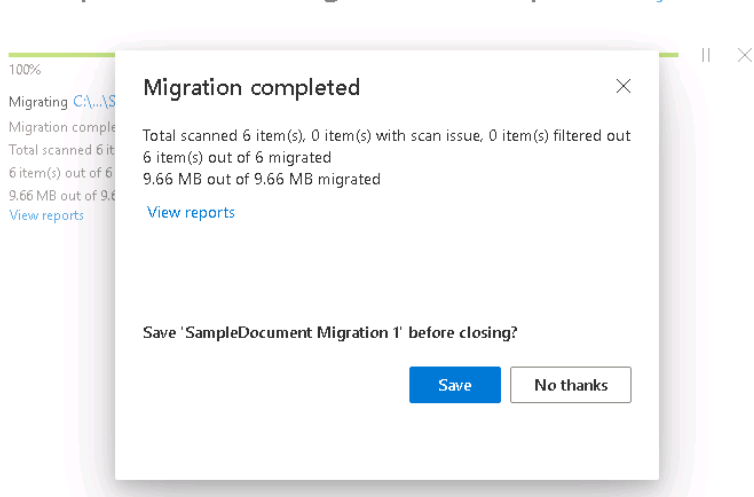 100%
Migrating C:\...\S
Migration comple
Total scanned 6 it
6 item(s) out of 6
9.66 MB out of 9.6
View reports
Migration completed
Total scanned 6 item(s), 0 item(s) with scan issue, 0 item(s) filtered out
6 item(s) out of 6 migrated
9.66 MB out of 9.66 MB migrated
View reports
Save 'SampleDocument Migration 1' before closing?
Save
No thanks